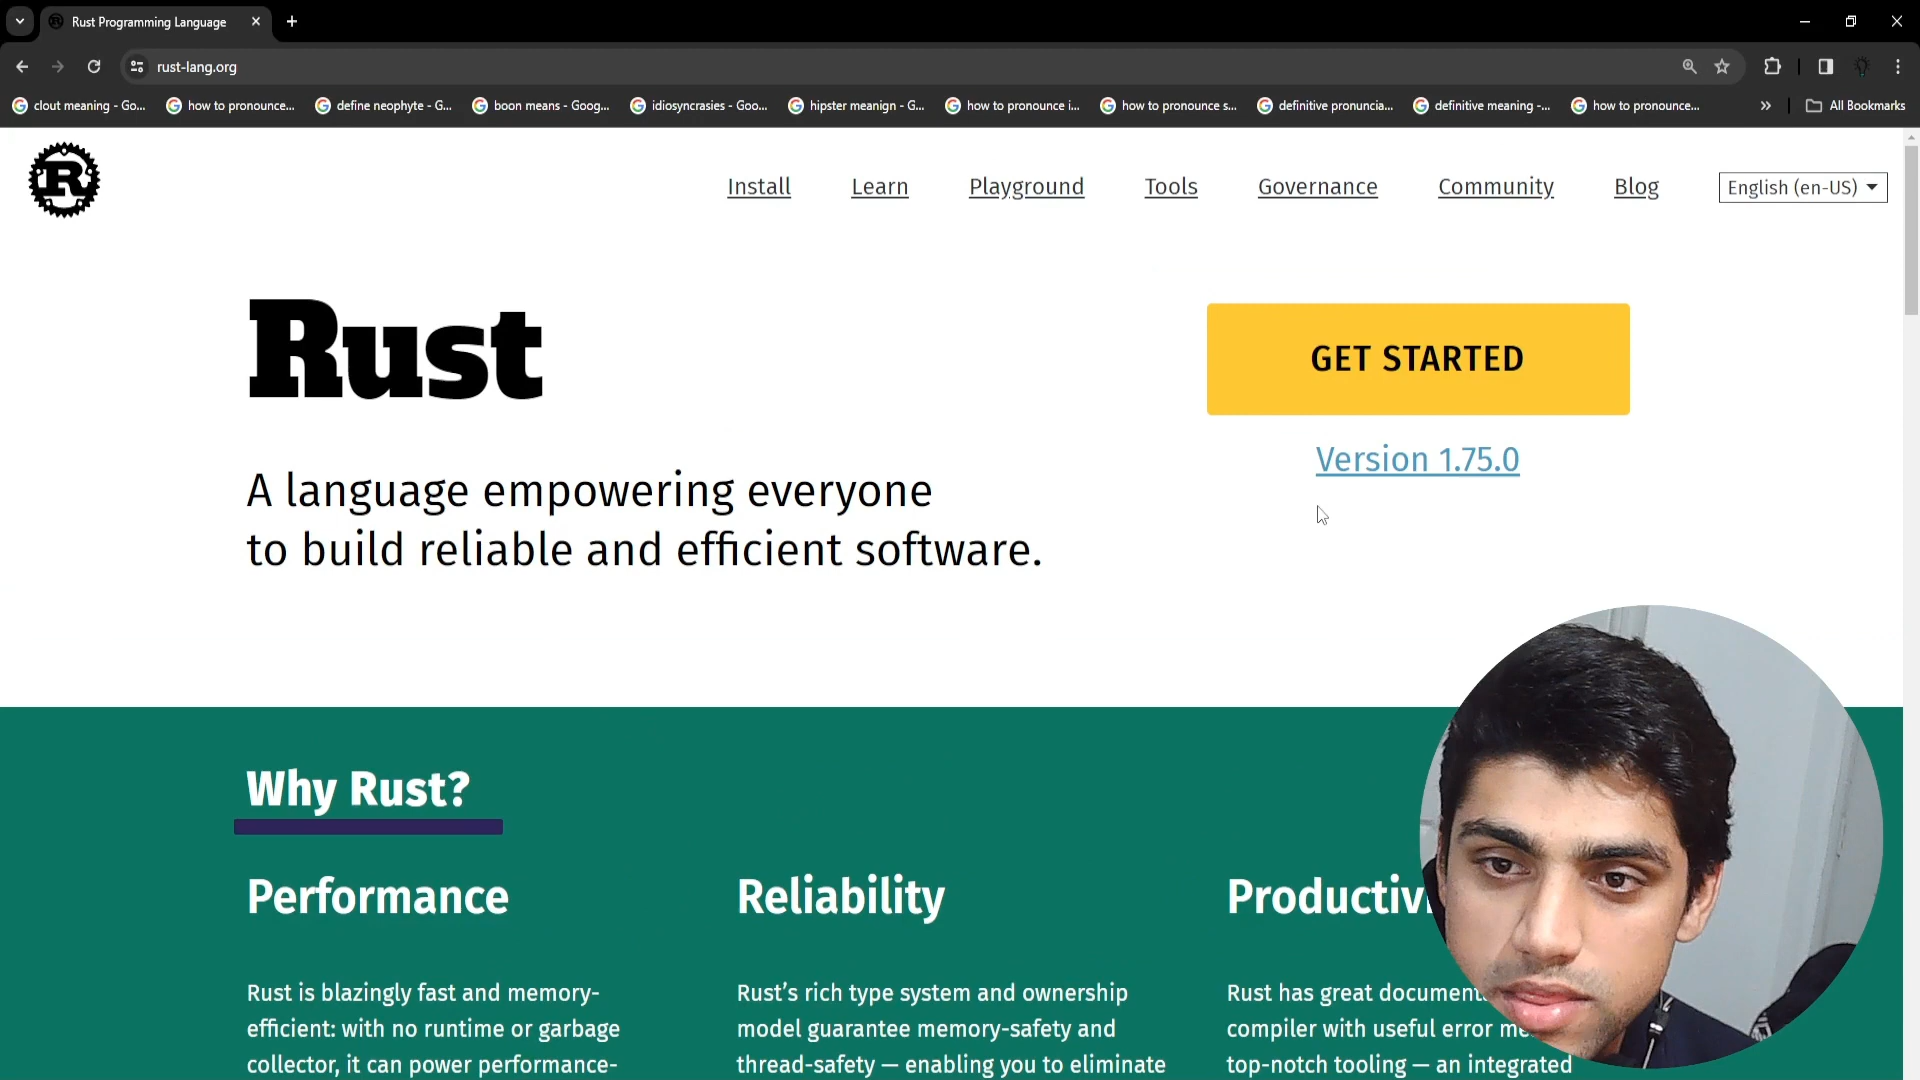 Rust Programming Language
rust-lang.org
clout meaning - Go...
how to pronounce...
define neophyte - G...
boon means - Goog...
idiosyncrasies - Goo...
hipster meanign - G...
how to pronounce i...
how to pronounce s...
definitive pronuncia...
definitive meaning -...
how to pronounce...
All Bookmarks
R
Install
Learn
Playground
Tools
Governance
Community
Blog
English (en-US)
Rust
GET STARTED
Version 1.75.0
A language empowering everyone
to build reliable and efficient software.
Why Rust?
Performance
Rust is blazingly fast and memory-
efficient: with no runtime or garbage
collector, it can power performance-
Reliability
Rust’s rich type system and ownership
model guarantee memory-safety and
thread-safety — enabling you to eliminate
Rust has great
compiler with useful error
top-notch tooling — an integrated